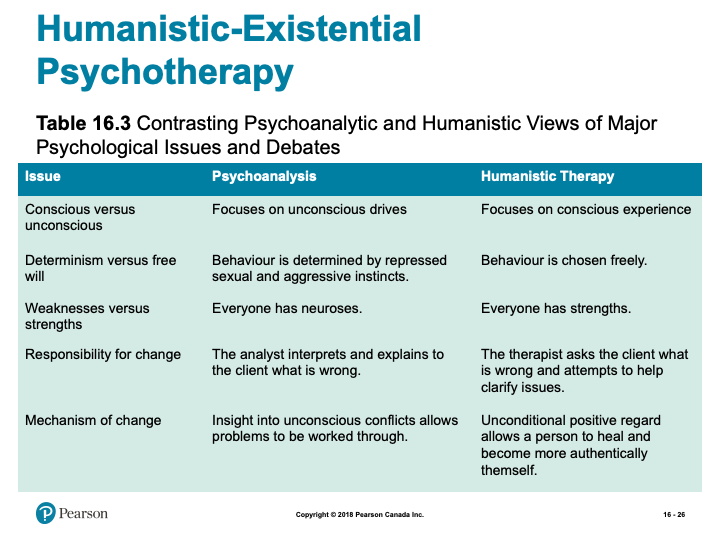 Humanistic-Existential
Psychotherapy
Table 16.3 Contrasting Psychoanalytic and Humanistic Views of Major
Psychological Issues and Debates
Issue Psychoanalysis Humanistic Therapy
Conscious versus
unconscious
Focuses on unconscious drives
Focuses on conscious experience
Determinism versus free
will
Behaviour is determined by repressed
sexual and aggressive instincts.
Behaviour is chosen freely.
Weaknesses versus
strengths
Everyone has neuroses.
Everyone has strengths.
Responsibility for change
The analyst interprets and explains to
the client what is wrong.
The therapist asks the client what
is wrong and attempts to help
clarify issues.
Mechanism of change
Insight into unconscious conflicts allows
problems to be worked through.
Unconditional positive regard
allows a person to heal and
become more authentically
themself.
P Pearson
Copyright © 2018 Pearson Canada Inc.
16 - 26